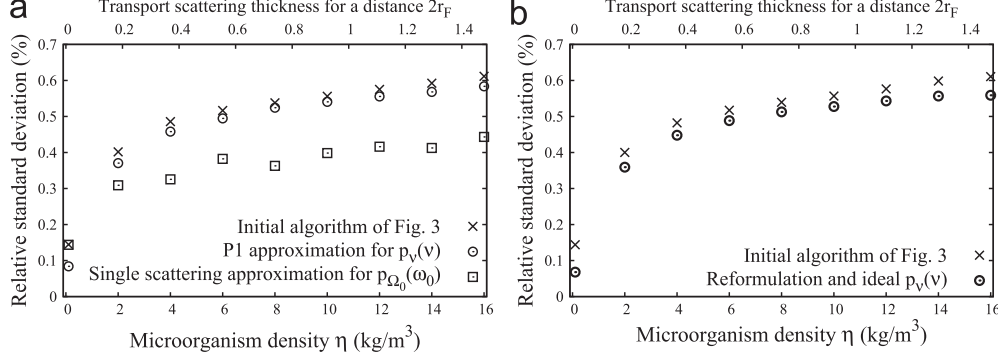 a
Transport scattering thickness for a distance 2r_F
0 0.2 0.4 0.6 0.8 1 1.2 1.4
Relative standard deviation (%)
0.7
0.6
0.5
0.4
0.3
0.2
0.1
0
Initial algorithm of Fig. 3
P1 approximation for p_ν(ν)
Single scattering approximation for p_Ω₀(ω₀)
0 2 4 6 8 10 12 14 16
Microorganism density η (kg/m³)
b
Transport scattering thickness for a distance 2r_F
0 0.2 0.4 0.6 0.8 1 1.2 1.4
Relative standard deviation (%)
0.7
0.6
0.5
0.4
0.3
0.2
0.1
0
Initial algorithm of Fig. 3
Reformulation and ideal p_ν(ν)
0 2 4 6 8 10 12 14 16
Microorganism density η (kg/m³)